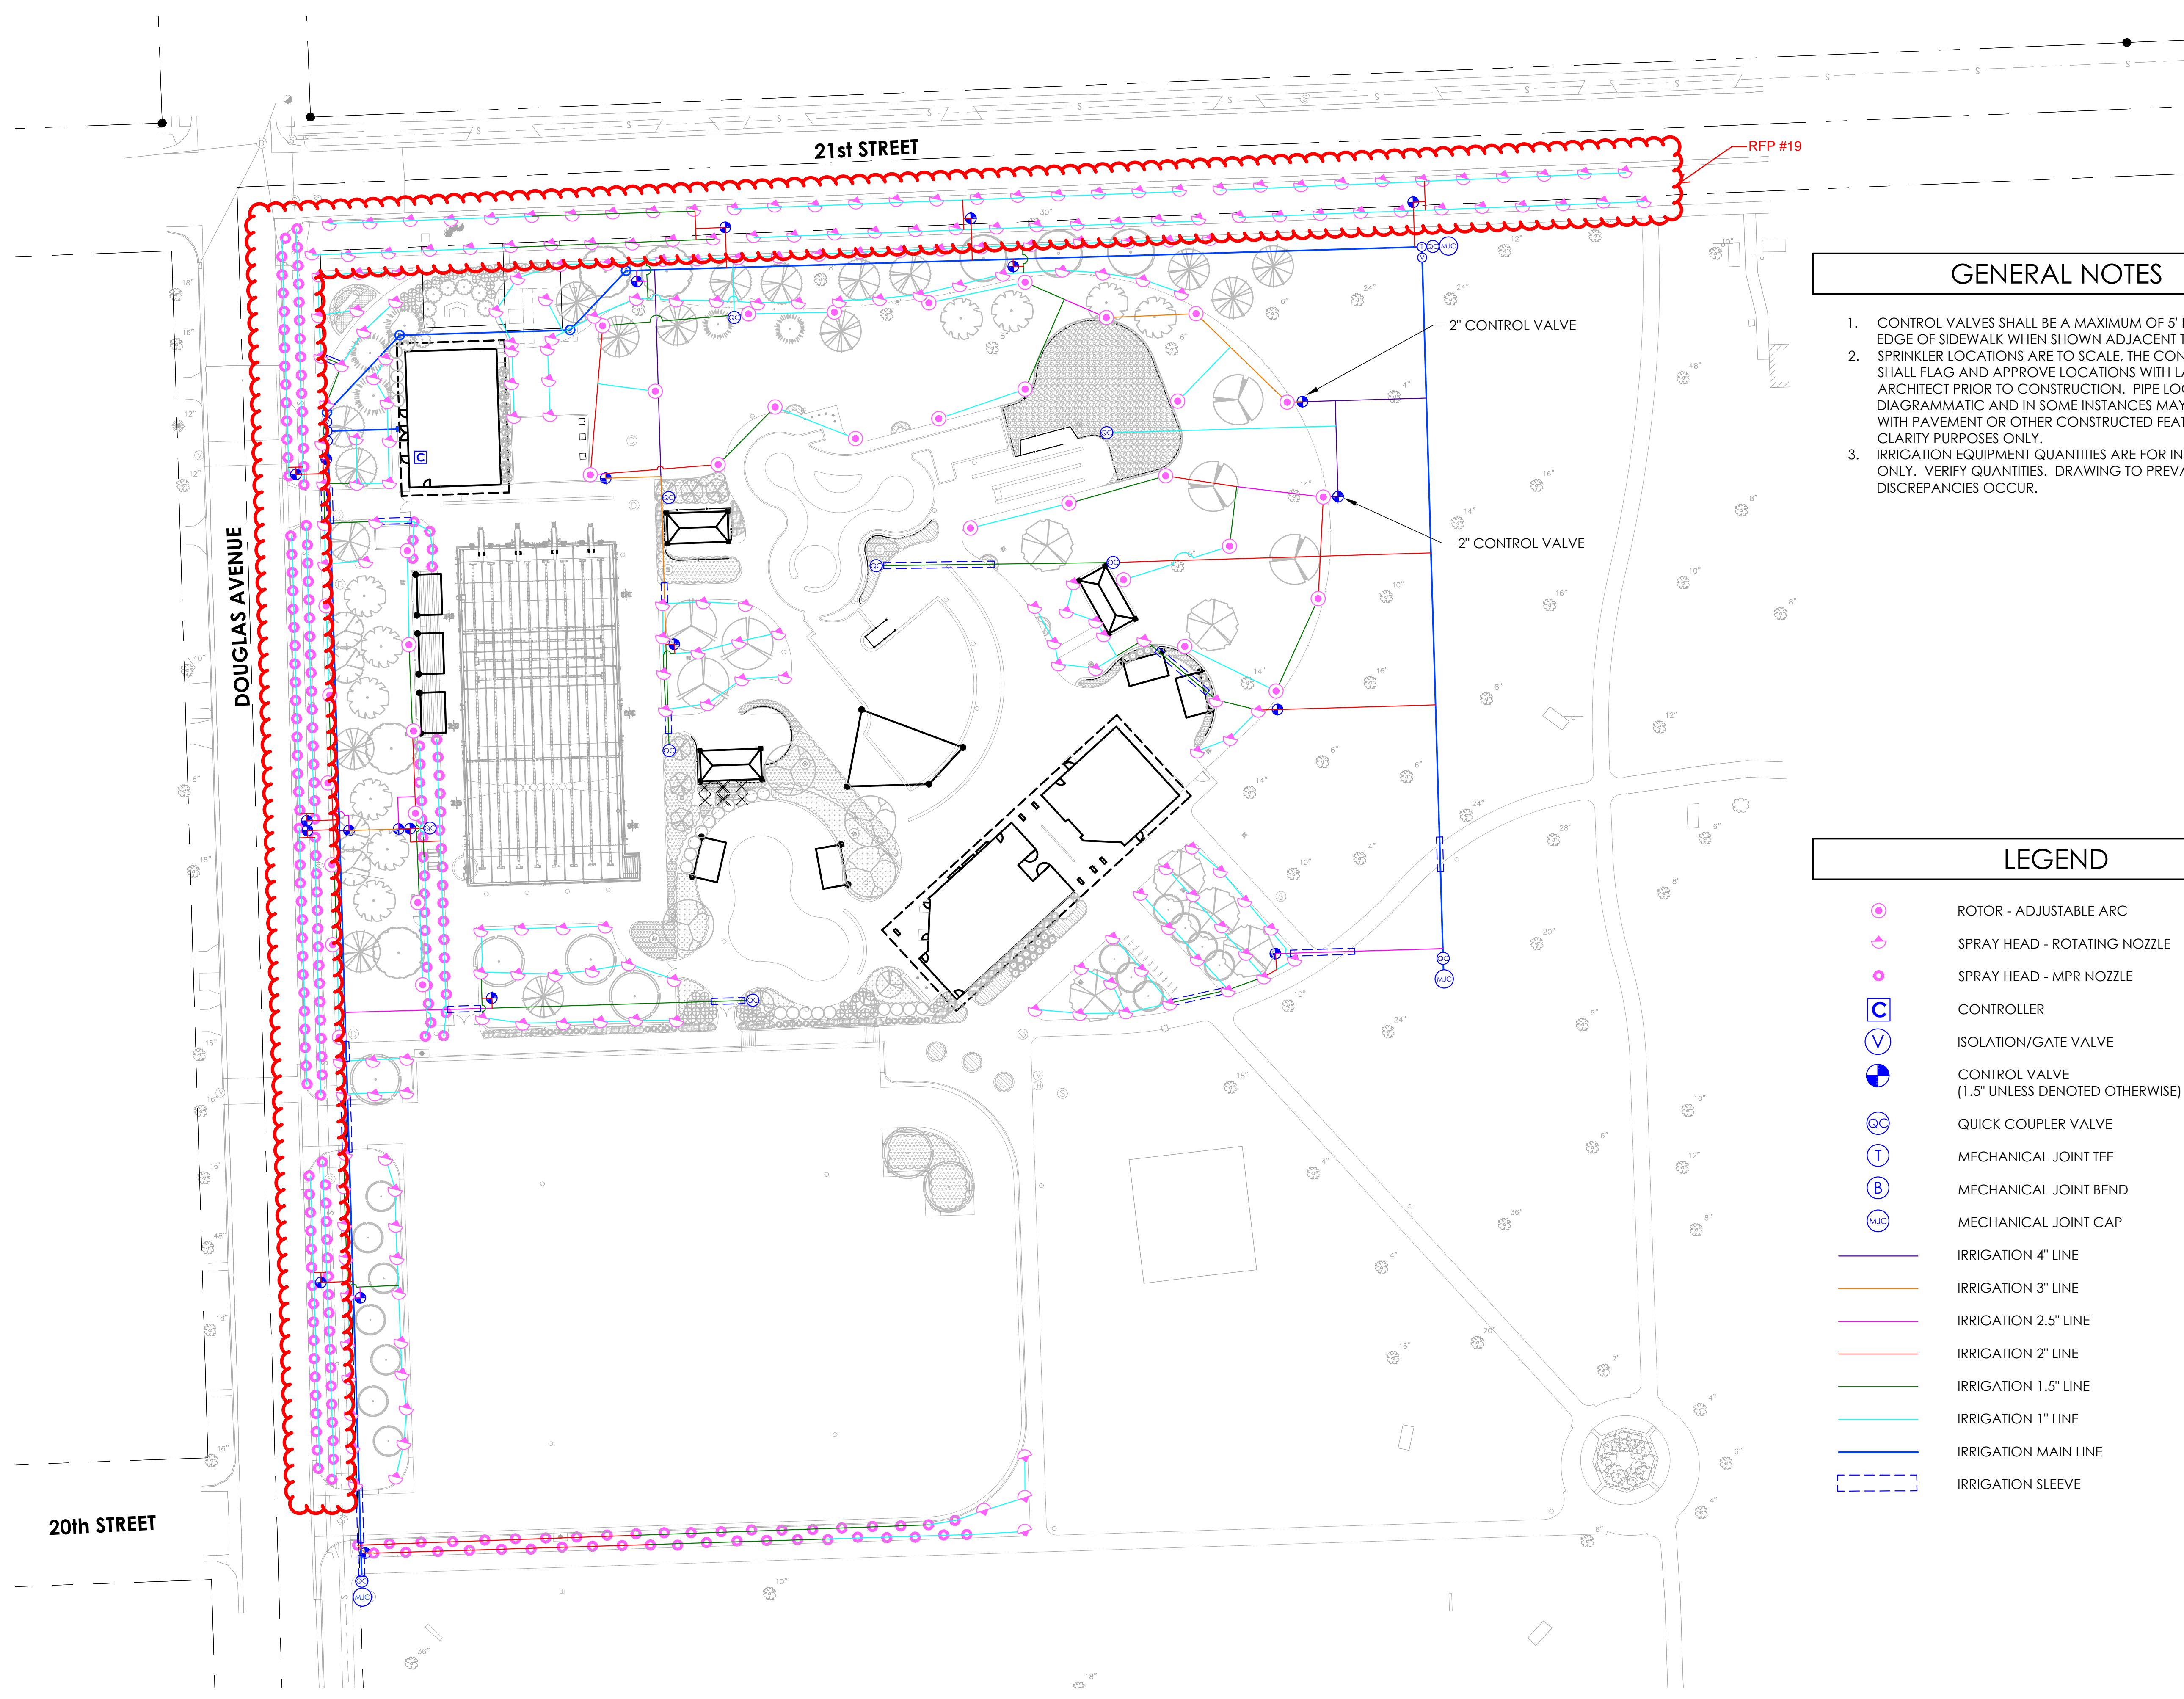 21st STREET
RFP #19
DOUGLAS AVENUE
20th STREET
2" CONTROL VALVE
2" CONTROL VALVE
GENERAL NOTES
1. CONTROL VALVES SHALL BE A MAXIMUM OF 5'
EDGE OF SIDEWALK WHEN SHOWN ADJACENT
2. SPRINKLER LOCATIONS ARE TO SCALE, THE
SHALL FLAG AND APPROVE LOCATIONS WITH
ARCHITECT PRIOR TO CONSTRUCTION. PIPE
DIAGRAMMATIC AND IN SOME INSTANCES MAY
WITH PAVEMENT OR OTHER CONSTRUCTED
CLARITY PURPOSES ONLY.
3. IRRIGATION EQUIPMENT QUANTITIES ARE FOR
ONLY. VERIFY QUANTITIES. DRAWING TO
DISCREPANCIES OCCUR.
LEGEND
ROTOR - ADJUSTABLE ARC
SPRAY HEAD - ROTATING NOZZLE
SPRAY HEAD - MPR NOZZLE
C CONTROLLER
V ISOLATION/GATE VALVE
CONTROL VALVE
(1.5" UNLESS DENOTED OTHERWISE)
QC QUICK COUPLER VALVE
T MECHANICAL JOINT TEE
B MECHANICAL JOINT BEND
MJC MECHANICAL JOINT CAP
IRRIGATION 4" LINE
IRRIGATION 3" LINE
IRRIGATION 2.5" LINE
IRRIGATION 2" LINE
IRRIGATION 1.5" LINE
IRRIGATION 1" LINE
IRRIGATION MAIN LINE
IRRIGATION SLEEVE